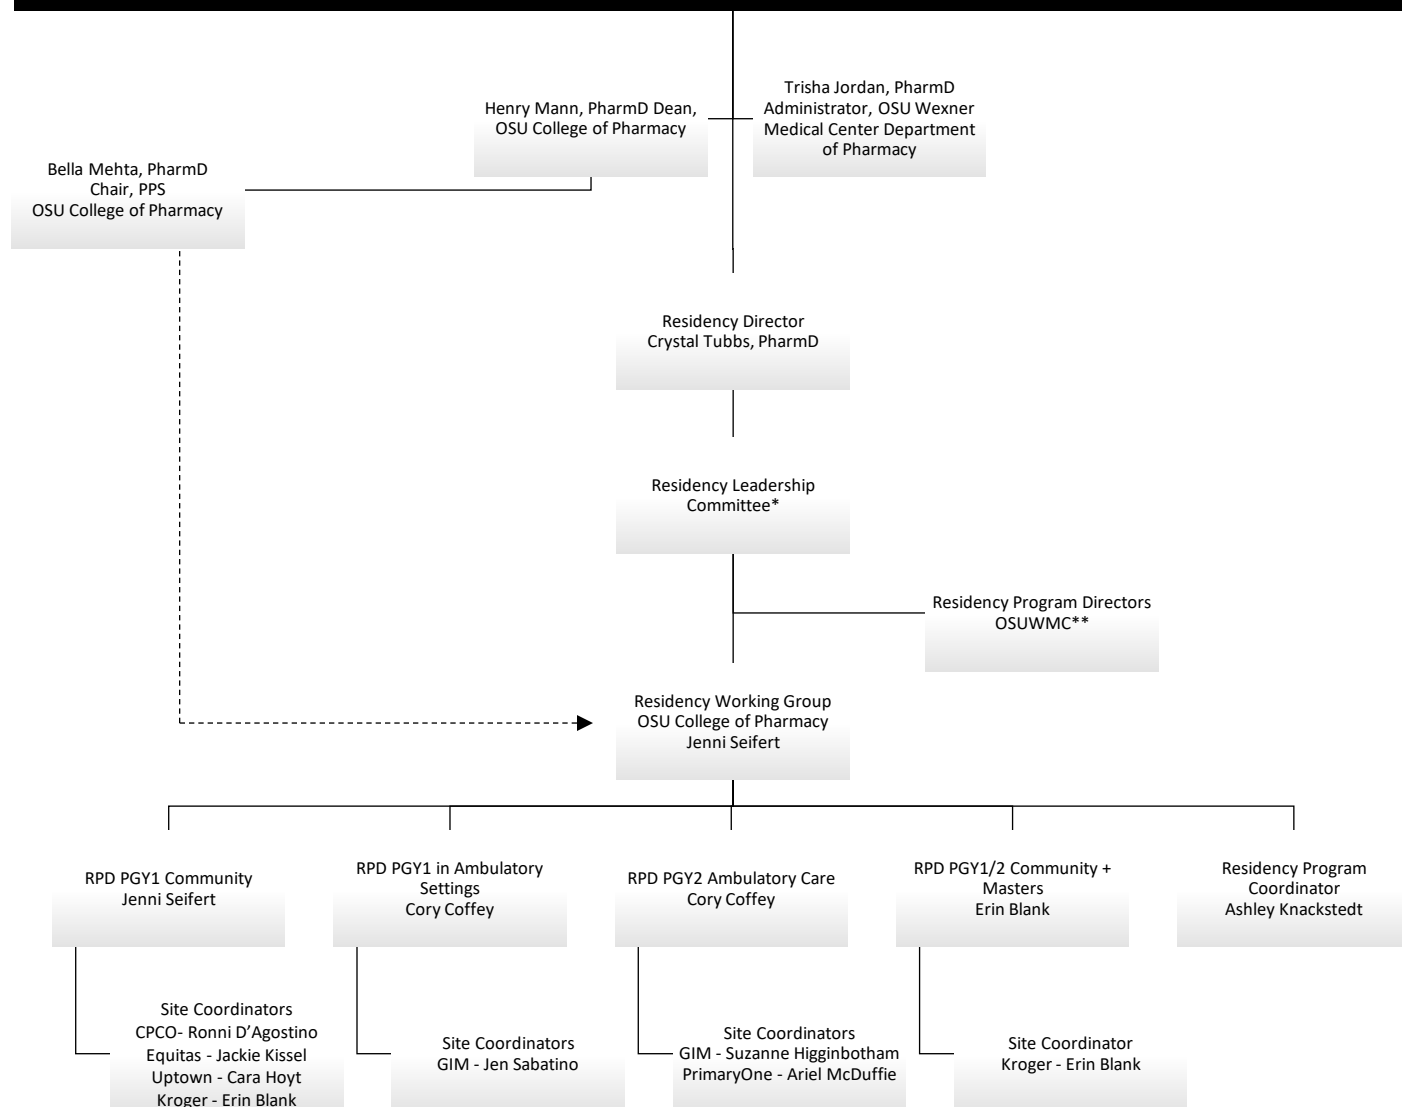 Henry Mann, PharmD Dean,
OSU College of Pharmacy
Trisha Jordan, PharmD
Administrator, OSU Wexner
Medical Center Department
of Pharmacy
Bella Mehta, PharmD
Chair, PPS
OSU College of Pharmacy
Residency Director
Crystal Tubbs, PharmD
Residency Leadership
Committee*
Residency Program Directors
OSUWMC**
Residency Working Group
OSU College of Pharmacy
Jenni Seifert
RPD PGY1 Community
Jenni Seifert
RPD PGY1 in Ambulatory
Settings
Cory Coffey
RPD PGY2 Ambulatory Care
Cory Coffey
RPD PGY1/2 Community +
Masters
Erin Blank
Residency Program
Coordinator
Ashley Knackstedt
Site Coordinators
CPCO- Ronni D’Agostino
Equitas - Jackie Kissel
Uptown - Cara Hoyt
Kroger - Erin Blank
Site Coordinators
GIM - Jen Sabatino
Site Coordinators
GIM - Suzanne Higginbotham
PrimaryOne - Ariel McDuffie
Site Coordinator
Kroger - Erin Blank